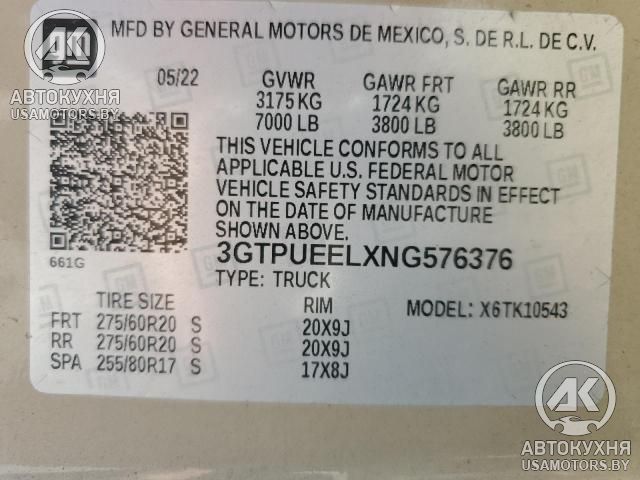 MFD BY GENERAL MOTORS DE MEXICO, S. DE R.L. DE C.V.
05/22 GVWR GAWR FRT GAWR RR
3175 KG 1724 KG 1724 KG
7000 LB 3800 LB 3800 LB
THIS VEHICLE CONFORMS TO ALL
APPLICABLE U.S. FEDERAL MOTOR
VEHICLE SAFETY STANDARDS IN EFFECT
ON THE DATE OF MANUFACTURE
SHOWN ABOVE.
661G
3GTPUEELXNG576376
TYPE: TRUCK
TIRE SIZE RIM MODEL: X6TK10543
FRT 275/60R20 S 20X9J
RR 275/60R20 S 20X9J
SPA 255/80R17 S 17X8J
АК
АВТОКУХНЯ
USAMOTORS.BY
АК
АВТОКУХНЯ
USAMOTORS.BY